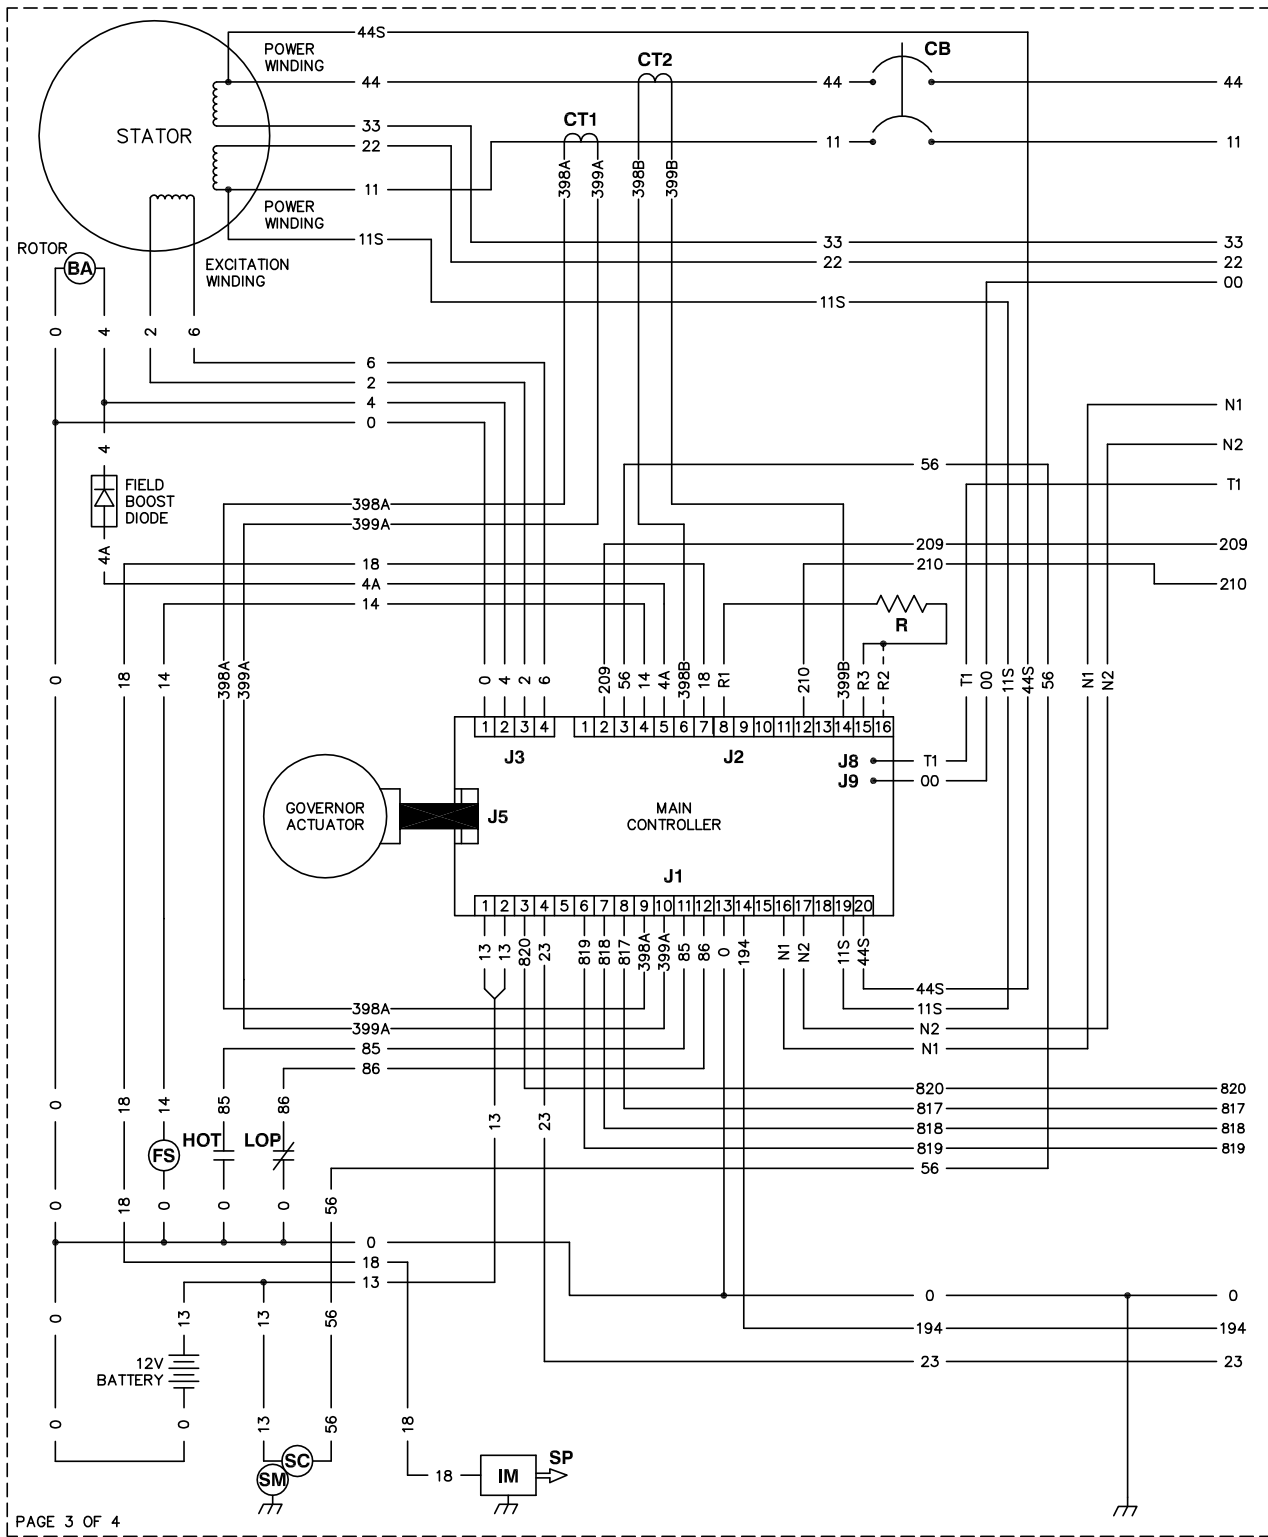 44S
POWER
WINDING
CT2
CB
44 44 44
STATOR
33
CT1
22
11 11
398A 399A 398B 399B
11
POWER
WINDING
11S
33 33
ROTOR
BA
22 22
EXCITATION
WINDING
00
11S
0 4 2 6
6
2
4
N1
0
4
N2
56
FIELD
BOOST
DIODE
T1
398A
399A
209 209
4A
18
210
4A
210
14
R
0 18 14 398A 399A 0 4 2 6 209 56 14 4A 398B 18 R1 210 399B R3 R2 T1 00 11S 44S 56 N1 N2
1 2 3 4 1 2 3 4 5 6 7 8 9 10 11 12 13 14 15 16
J3 J2
J8 T1
J9 00
GOVERNOR
ACTUATOR
J5
MAIN
CONTROLLER
J1
1 2 3 4 5 6 7 8 9 10 11 12 13 14 15 16 17 18 19 20
13 13 820 23 819 818 817 398A 399A 85 86 0 194 N1 N2 11S 44S
44S
398A 11S
399A N2
85 N1
86
820 820
0 18 14 85 86 13 23
817 817
818 818
HOT LOP
FS
819 819
56
0 18 0 0 0 56
0
18
13
0 0
0 13 13 56
194 194
12V
BATTERY
23 23
0 0 13 56 18
SC
SP
SM
18 IM
PAGE 3 OF 4